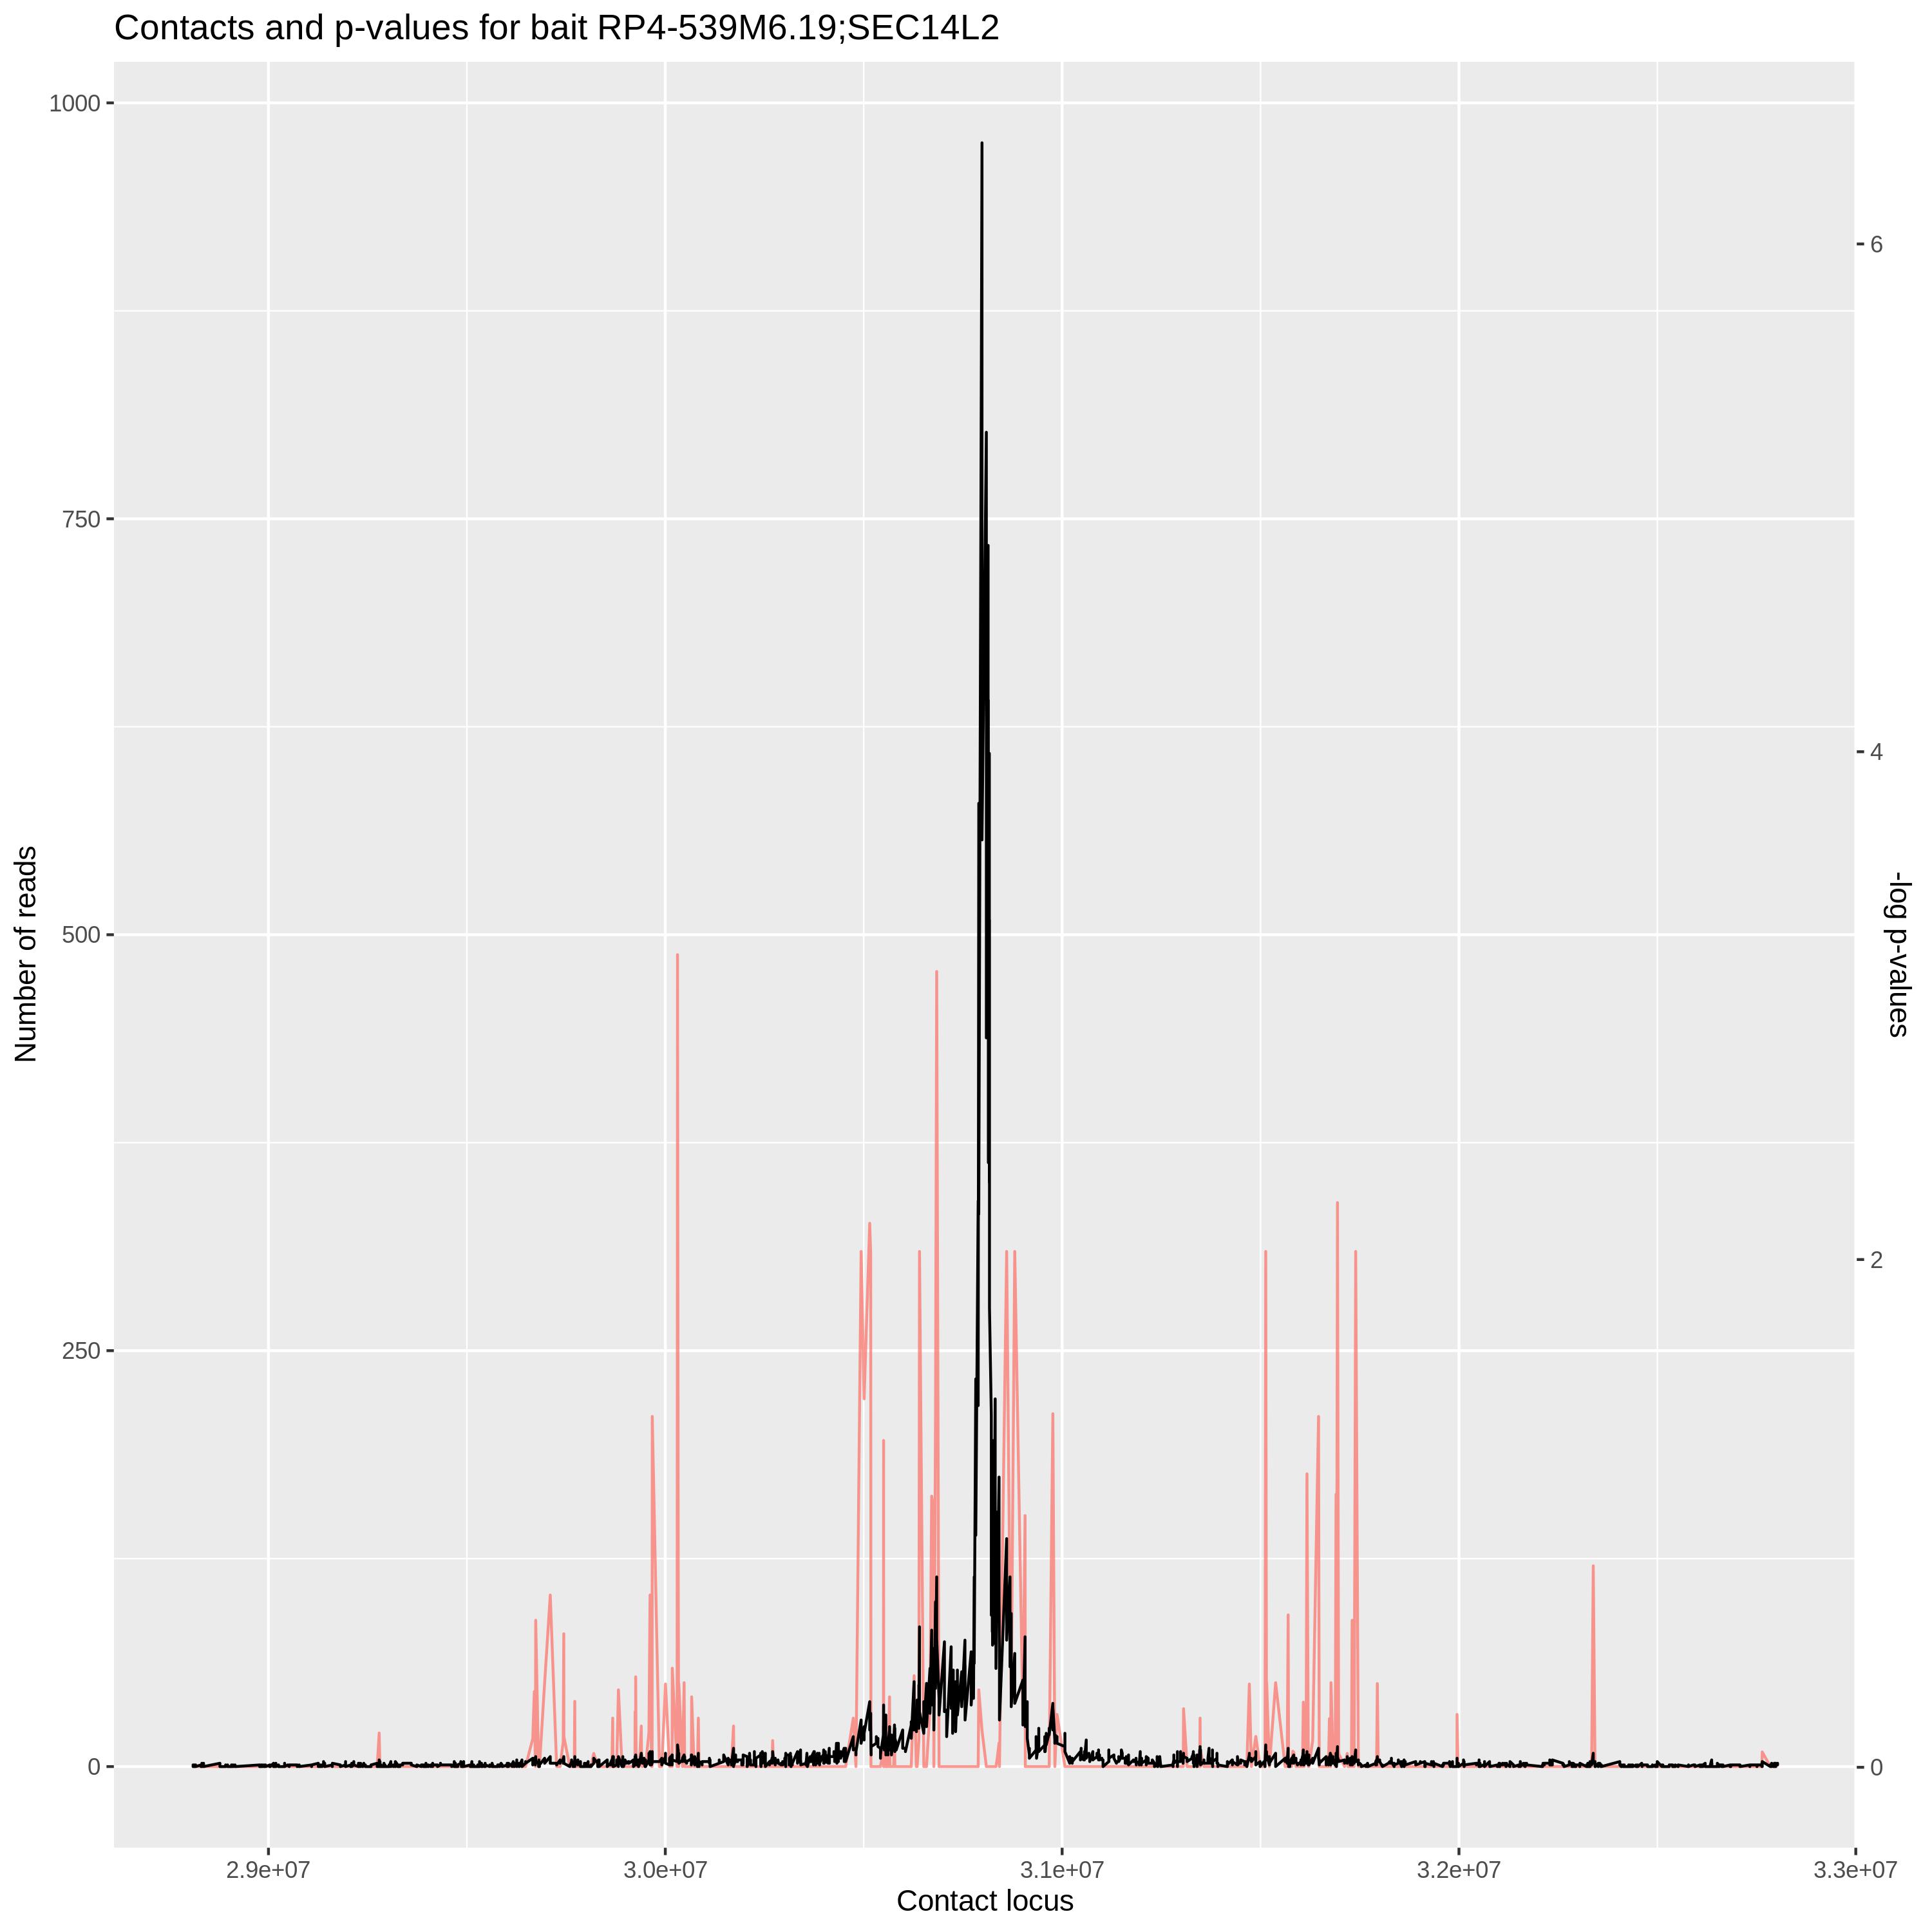 Contacts and p-values for bait RP4-539M6.19;SEC14L2
1000
750
500
250
0
Number of reads
6
4
2
0
-log p-values
2.9e+07 3.0e+07 3.1e+07 3.2e+07 3.3e+07
Contact locus